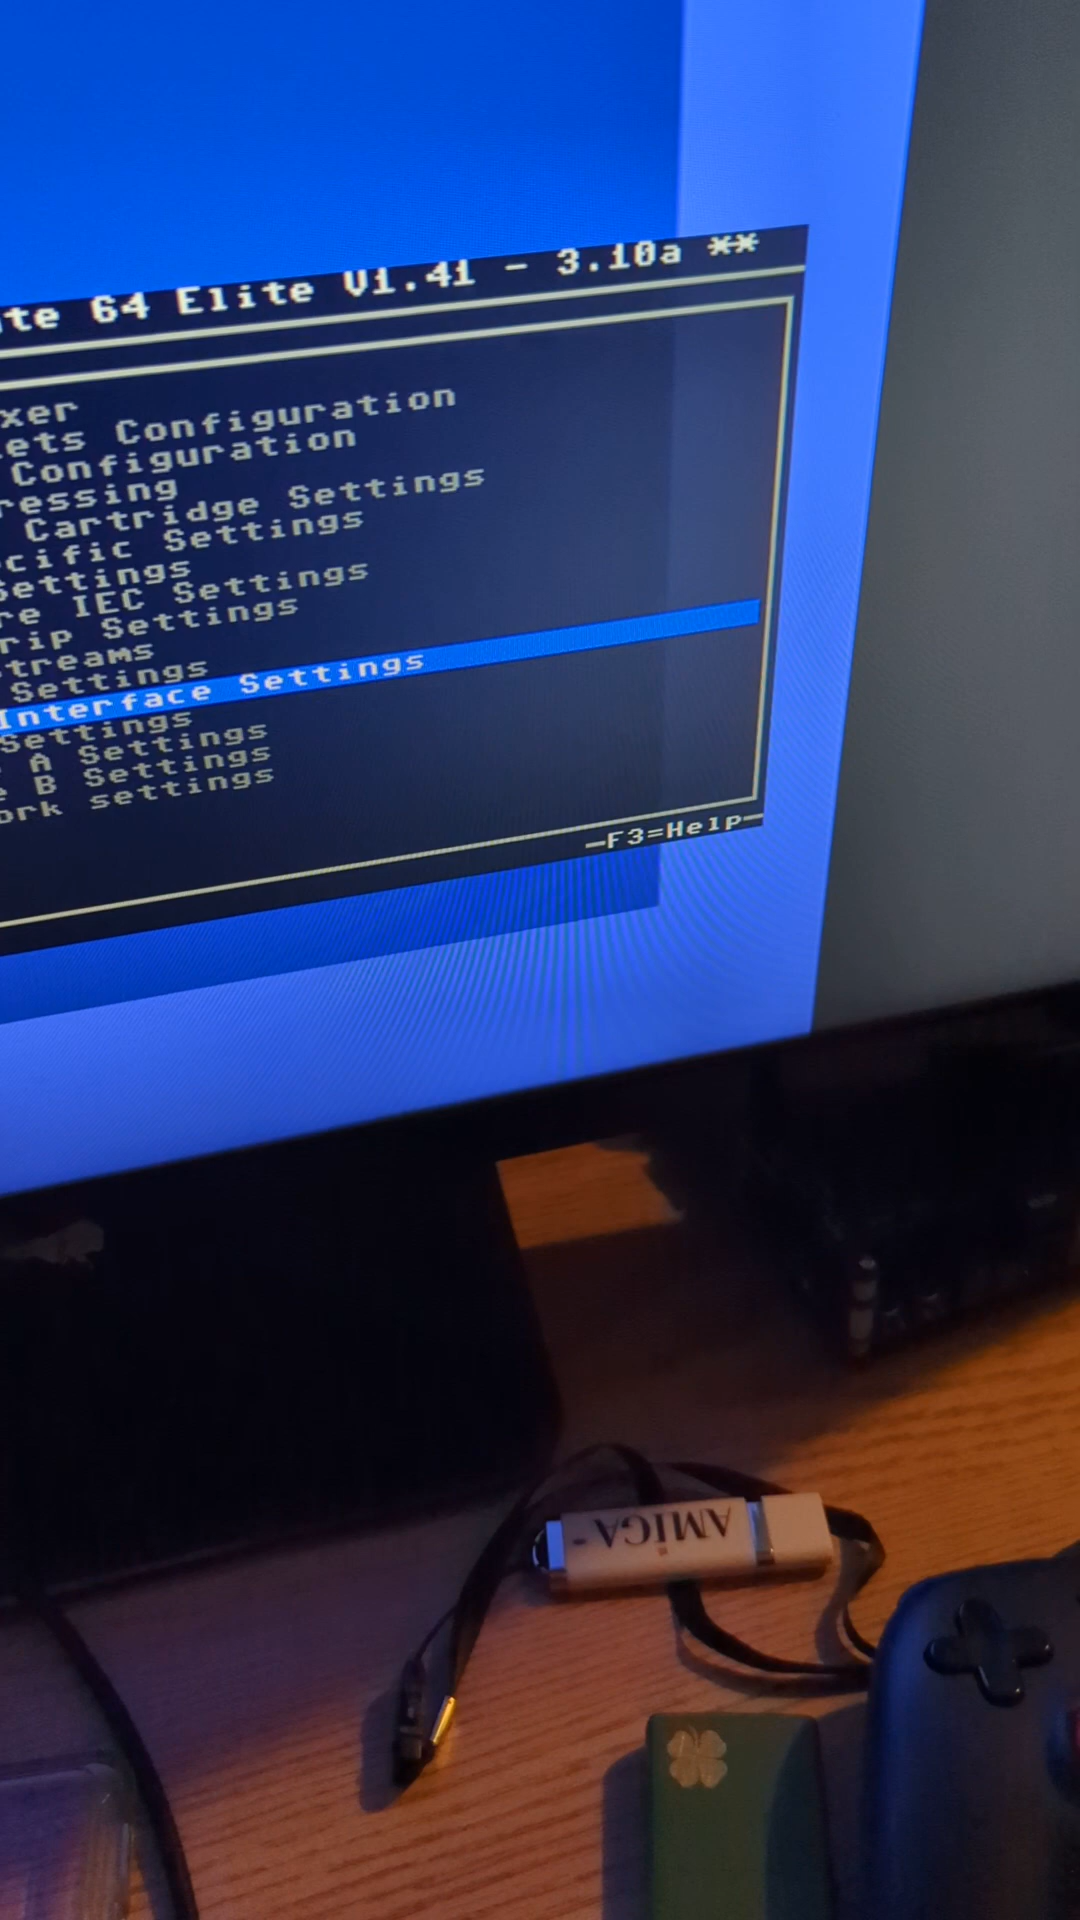 te 64 Elite V1.41 - 3.10a **
xer
ets Configuration
Configuration
ressing
Cartridge Settings
cific Settings
Settings
re IEC Settings
rip Settings
treams
Settings
Interface Settings
Settings
A Settings
e B Settings
ork settings
F3=Help
AMIGA